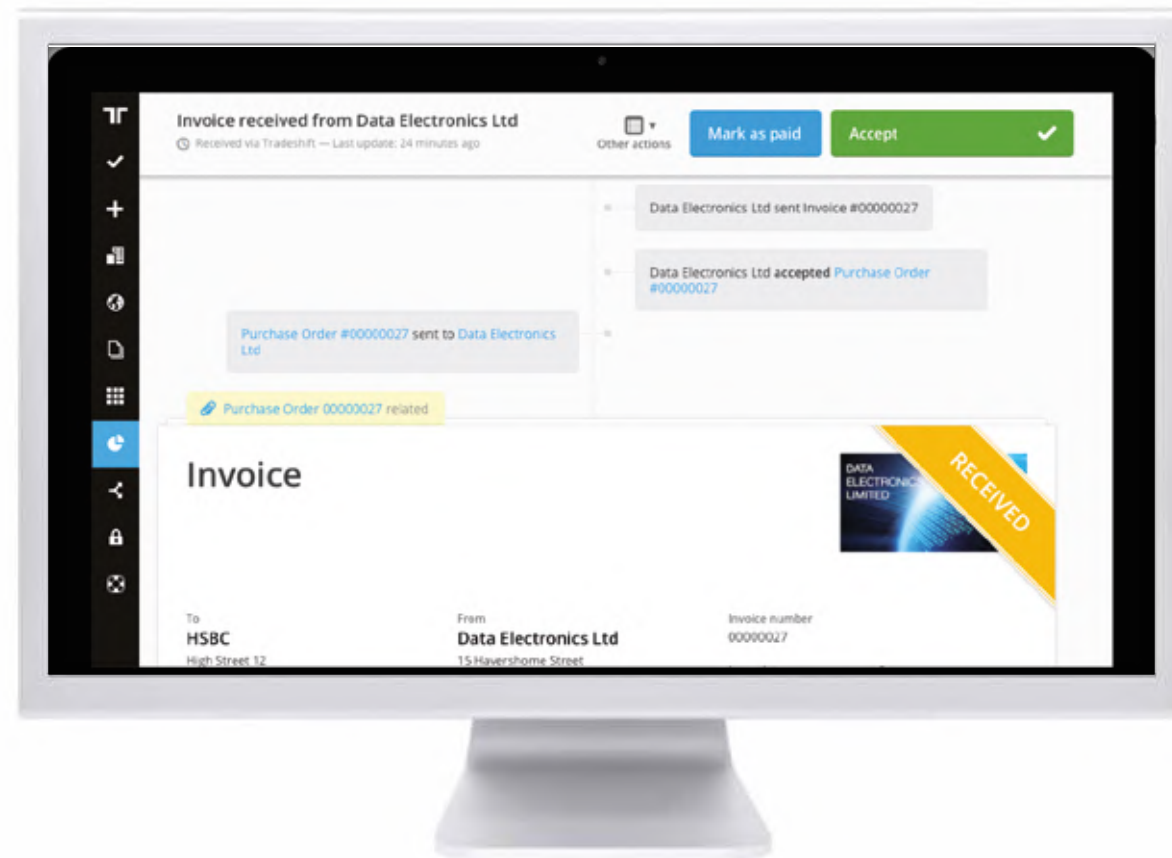 Invoice received from Data Electronics Ltd
Received via Tradeshift — Last update: 24 minutes ago
Other actions
Mark as paid
Accept
Data Electronics Ltd sent Invoice #00000027
Data Electronics Ltd accepted Purchase Order
#00000027
Purchase Order #00000027 sent to Data Electronics
Ltd
Purchase Order 00000027 related
Invoice
DATA
ELECTRONICS
LIMITED
RECEIVED
To
HSBC
High Street 12
From
Data Electronics Ltd
15 Havershome Street
Invoice number
00000027